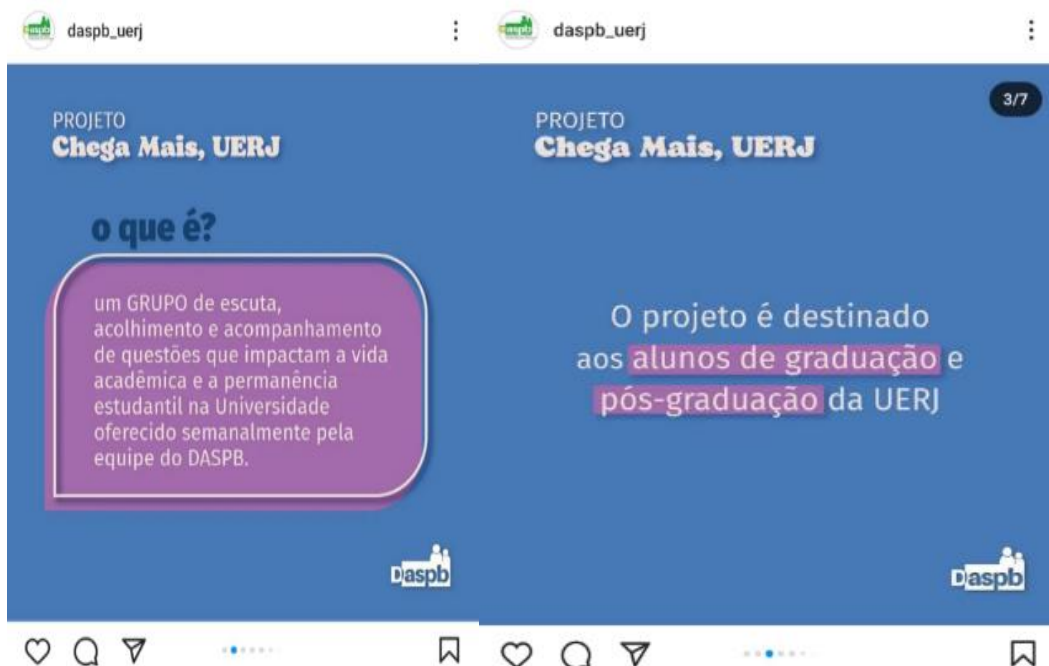 daspb_uerj
PROJETO
Chega Mais, UERJ
o que é?
um GRUPO de escuta,
acolhimento e acompanhamento
de questões que impactam a vida
acadêmica e a permanência
estudantil na Universidade
oferecido semanalmente pela
equipe do DASPB.
Daspb
daspb_uerj
3/7
PROJETO
Chega Mais, UERJ
O projeto é destinado
aos alunos de graduação e
pós-graduação da UERJ
Daspb